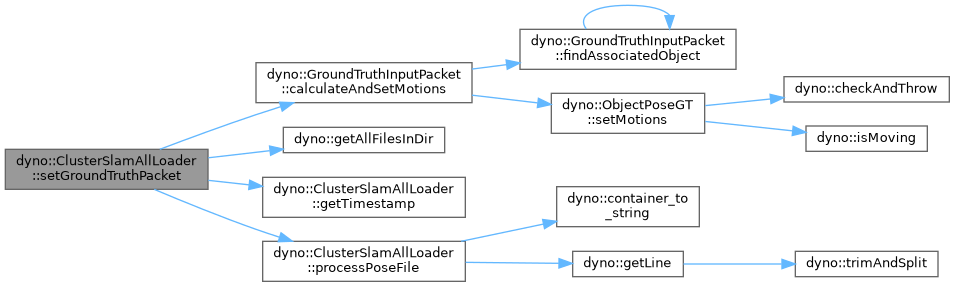 dyno::ClusterSlamAllLoader
::setGroundTruthPacket
dyno::GroundTruthInputPacket
::calculateAndSetMotions
dyno::GroundTruthInputPacket
::findAssociatedObject
dyno::ObjectPoseGT
::setMotions
dyno::checkAndThrow
dyno::isMoving
dyno::getAllFilesInDir
dyno::ClusterSlamAllLoader
::getTimestamp
dyno::ClusterSlamAllLoader
::processPoseFile
dyno::container_to
_string
dyno::getLine
dyno::trimAndSplit